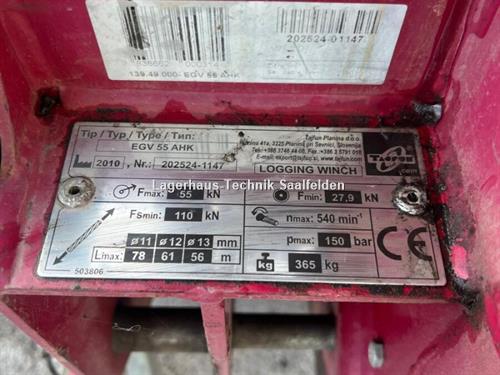 202524-01147
139.49 000- EGV 55 AHK
Tip / Typ / Type / Тип:
EGV 55 AHK
Tajfun Planina d.o.o.
Planina 41a, 3225 Planina pri Sevnici, Slovenija
E-mail: export@tajfun.si, www.tajfun.com
Tajfun
.com
2010 , Nr.: 202524-1147
LOGGING WINCH
Lagerhaus-Technik Saalfelden
Fmax: 55 kN
Fmin: 27,9 kN
FSmin: 110 kN
nmax: 540 min-1
ø11 ø12 ø13 mm
pmax: 150 bar
Lmax: 78 61 56 m
kg 365 kg
CE
503806